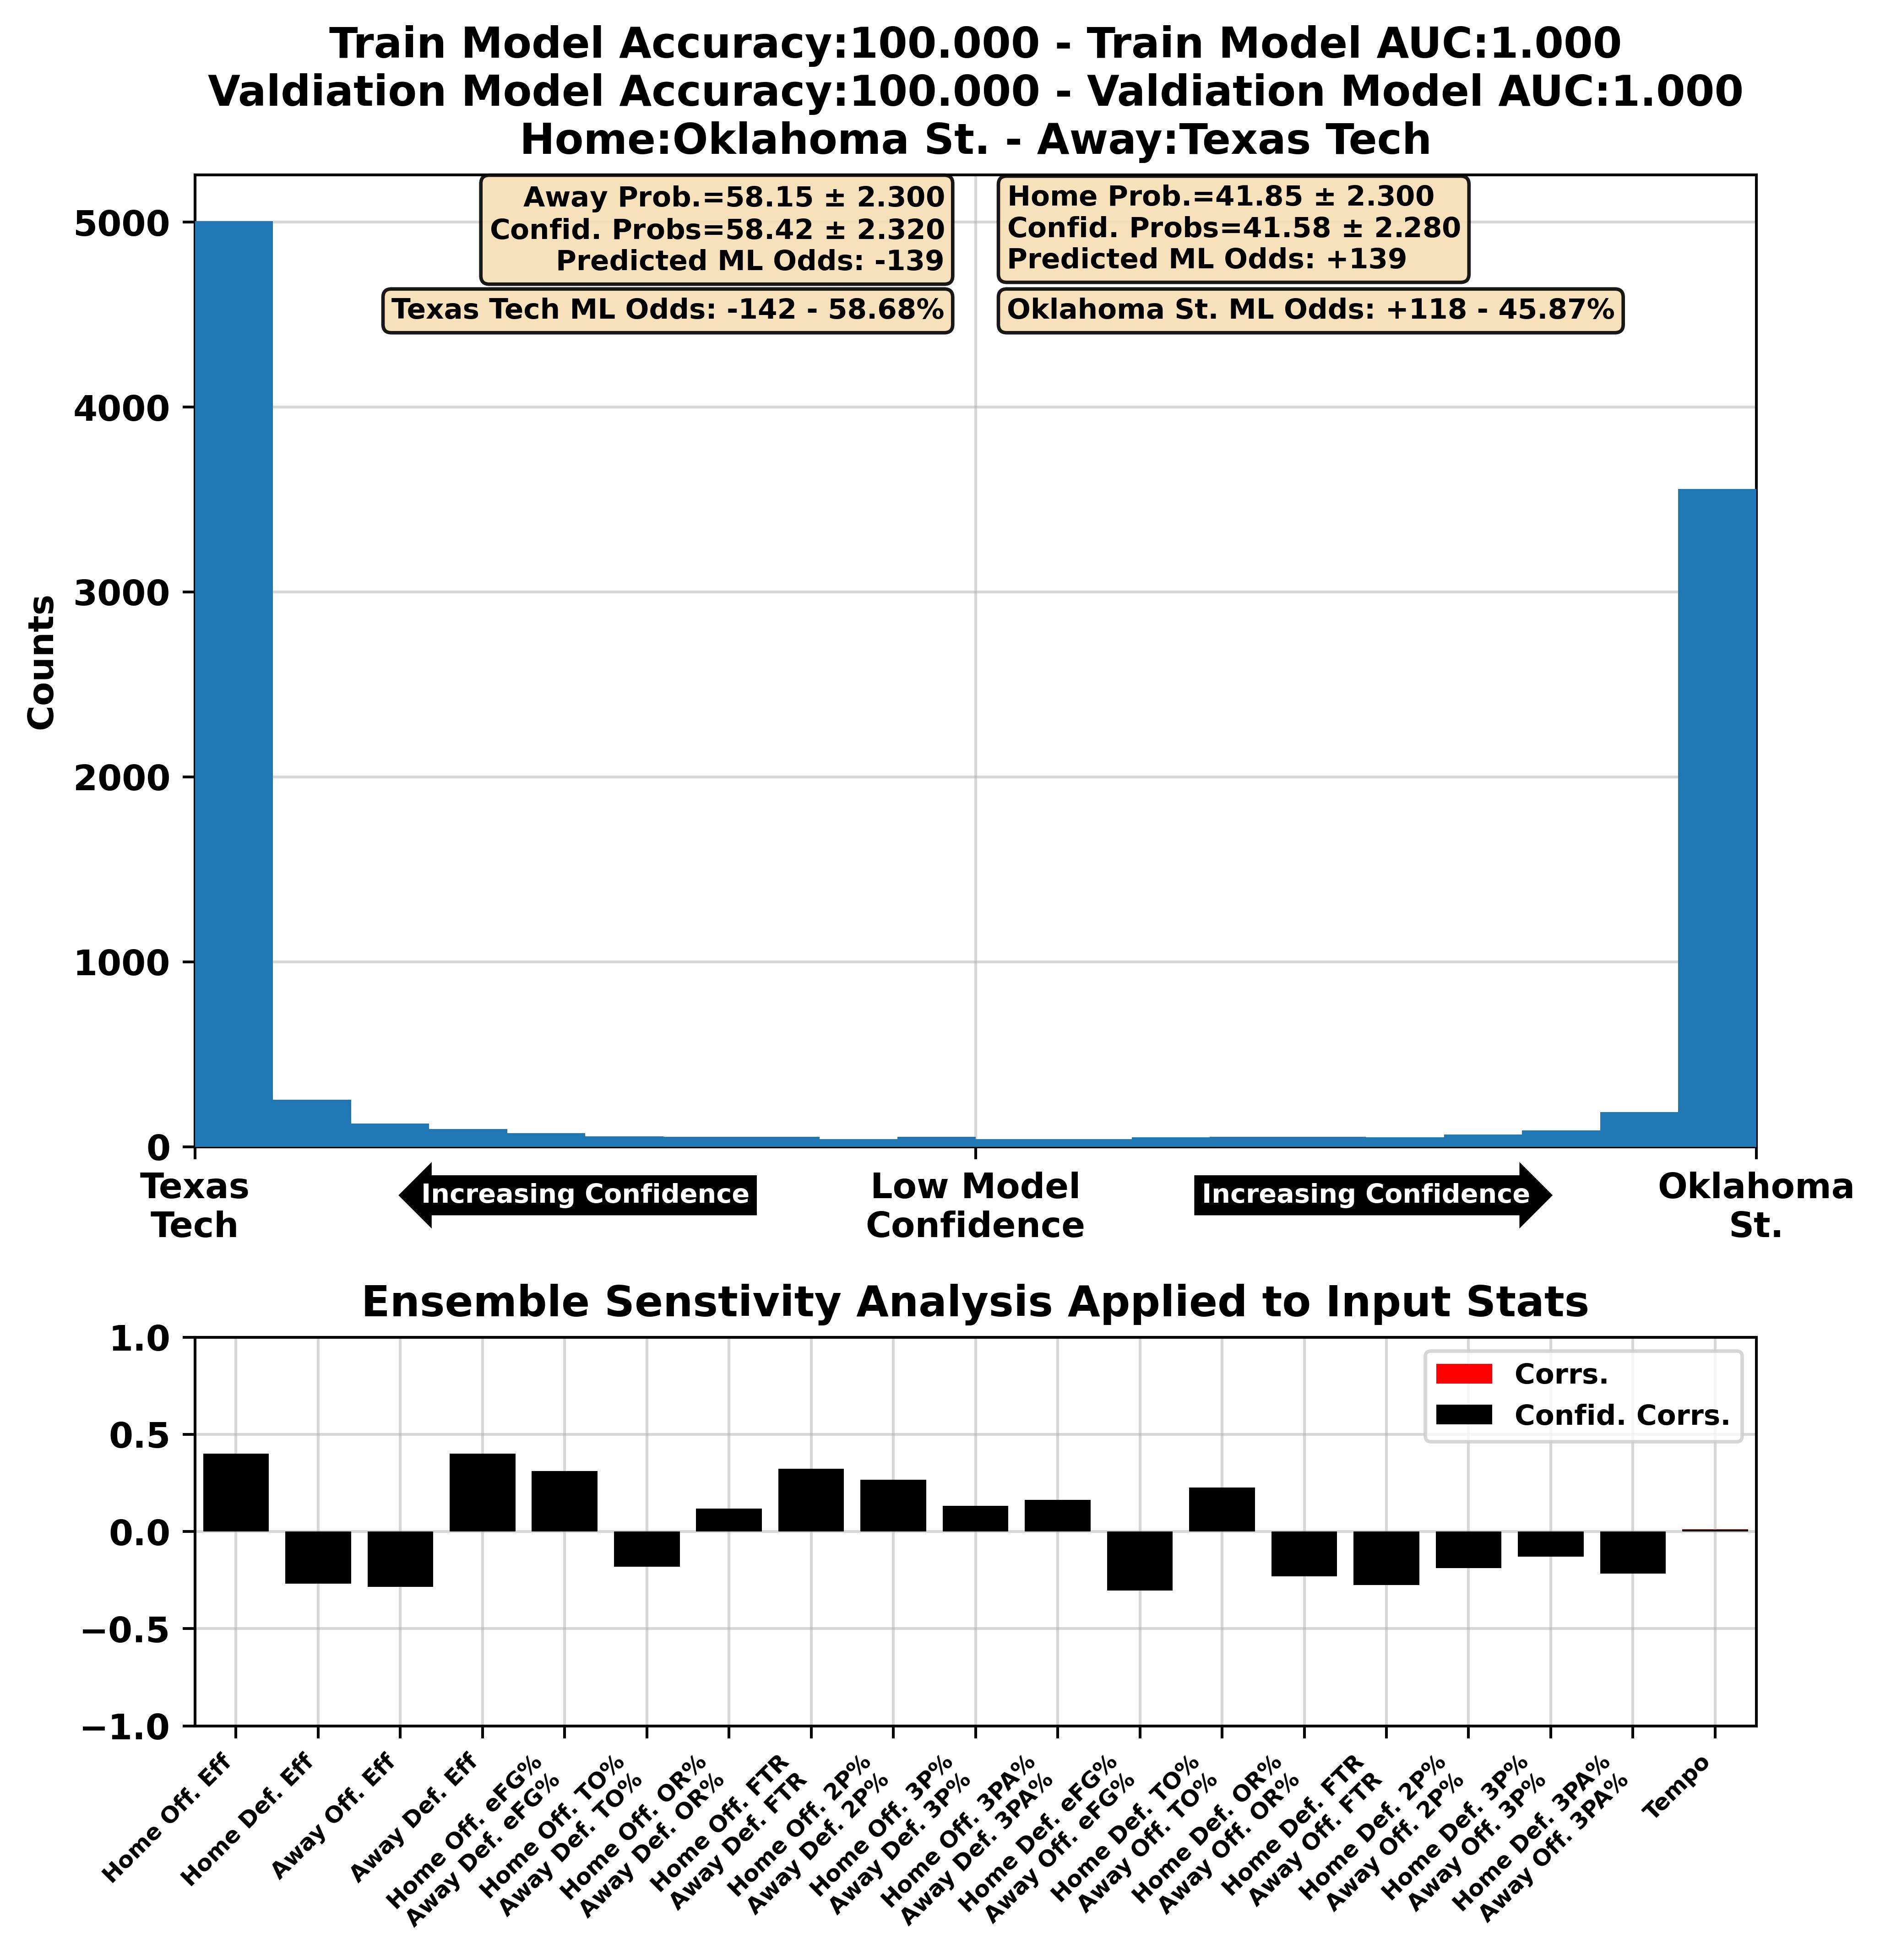 Train Model Accuracy:100.000 - Train Model AUC:1.000
Valdiation Model Accuracy:100.000 - Valdiation Model AUC:1.000
Home:Oklahoma St. - Away:Texas Tech
Away Prob.=58.15 ± 2.300
Confid. Probs=58.42 ± 2.320
Predicted ML Odds: -139
Home Prob.=41.85 ± 2.300
Confid. Probs=41.58 ± 2.280
Predicted ML Odds: +139
Texas Tech ML Odds: -142 - 58.68%
Oklahoma St. ML Odds: +118 - 45.87%
Counts
5000
4000
3000
2000
1000
0
Texas
Tech
Increasing Confidence
Low Model
Confidence
Increasing Confidence
Oklahoma
St.
Ensemble Senstivity Analysis Applied to Input Stats
1.0
0.5
0.0
−0.5
−1.0
Corrs.
Confid. Corrs.
Home Off. Eff
Home Def. Eff
Away Off. Eff
Away Def. Eff
Home Off. eFG%
Away Def. eFG%
Home Off. TO%
Away Def. TO%
Home Off. OR%
Away Def. OR%
Home Off. FTR
Away Def. FTR
Home Off. 2P%
Away Def. 2P%
Home Off. 3P%
Away Def. 3P%
Home Off. 3PA%
Away Def. 3PA%
Home Def. eFG%
Away Off. eFG%
Home Def. TO%
Away Off. TO%
Home Def. OR%
Away Off. OR%
Home Def. FTR
Away Off. FTR
Home Def. 2P%
Away Off. 2P%
Home Def. 3P%
Away Off. 3P%
Home Def. 3PA%
Away Off. 3PA%
Tempo